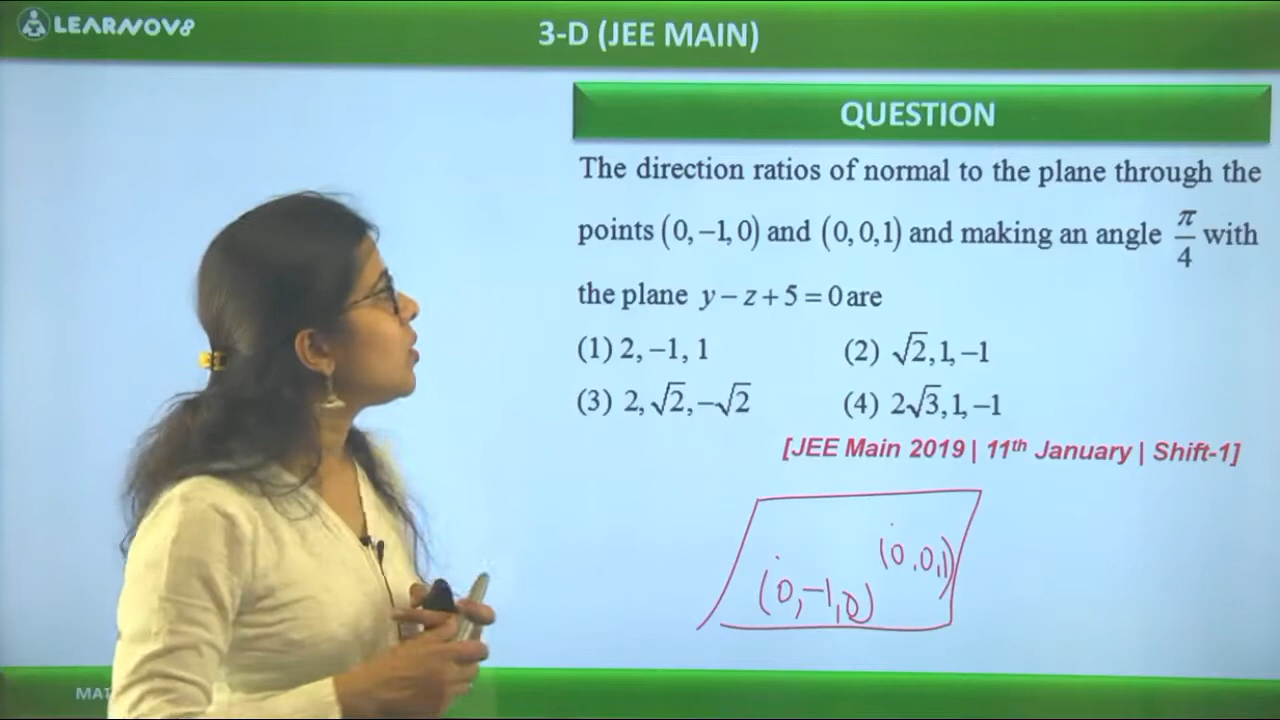 LEARNOV8
3-D (JEE MAIN)
QUESTION
The direction ratios of normal to the plane through the
points (0, −1, 0) and (0, 0, 1) and making an angle π/4 with
the plane y − z + 5 = 0 are
(1) 2, −1, 1 (2) √2, 1, −1
(3) 2, √2, −√2 (4) 2√3, 1, −1
[JEE Main 2019 | 11th January | Shift-1]
(0,0,1)
(0,-1,0)